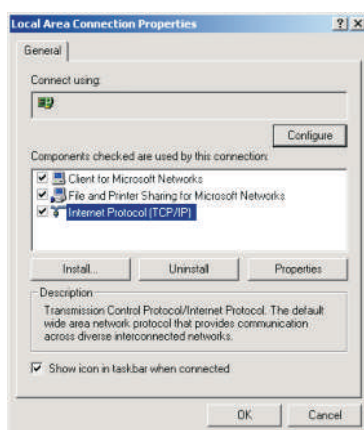 Local Area Connection Properties
General
Connect using:
Configure
Components checked are used by this connection:
Client for Microsoft Networks
File and Printer Sharing for Microsoft Networks
Internet Protocol (TCP/IP)
Install... Uninstall Properties
Description
Transmission Control Protocol/Internet Protocol. The default
wide area network protocol that provides communication
across diverse interconnected networks.
Show icon in taskbar when connected
OK Cancel